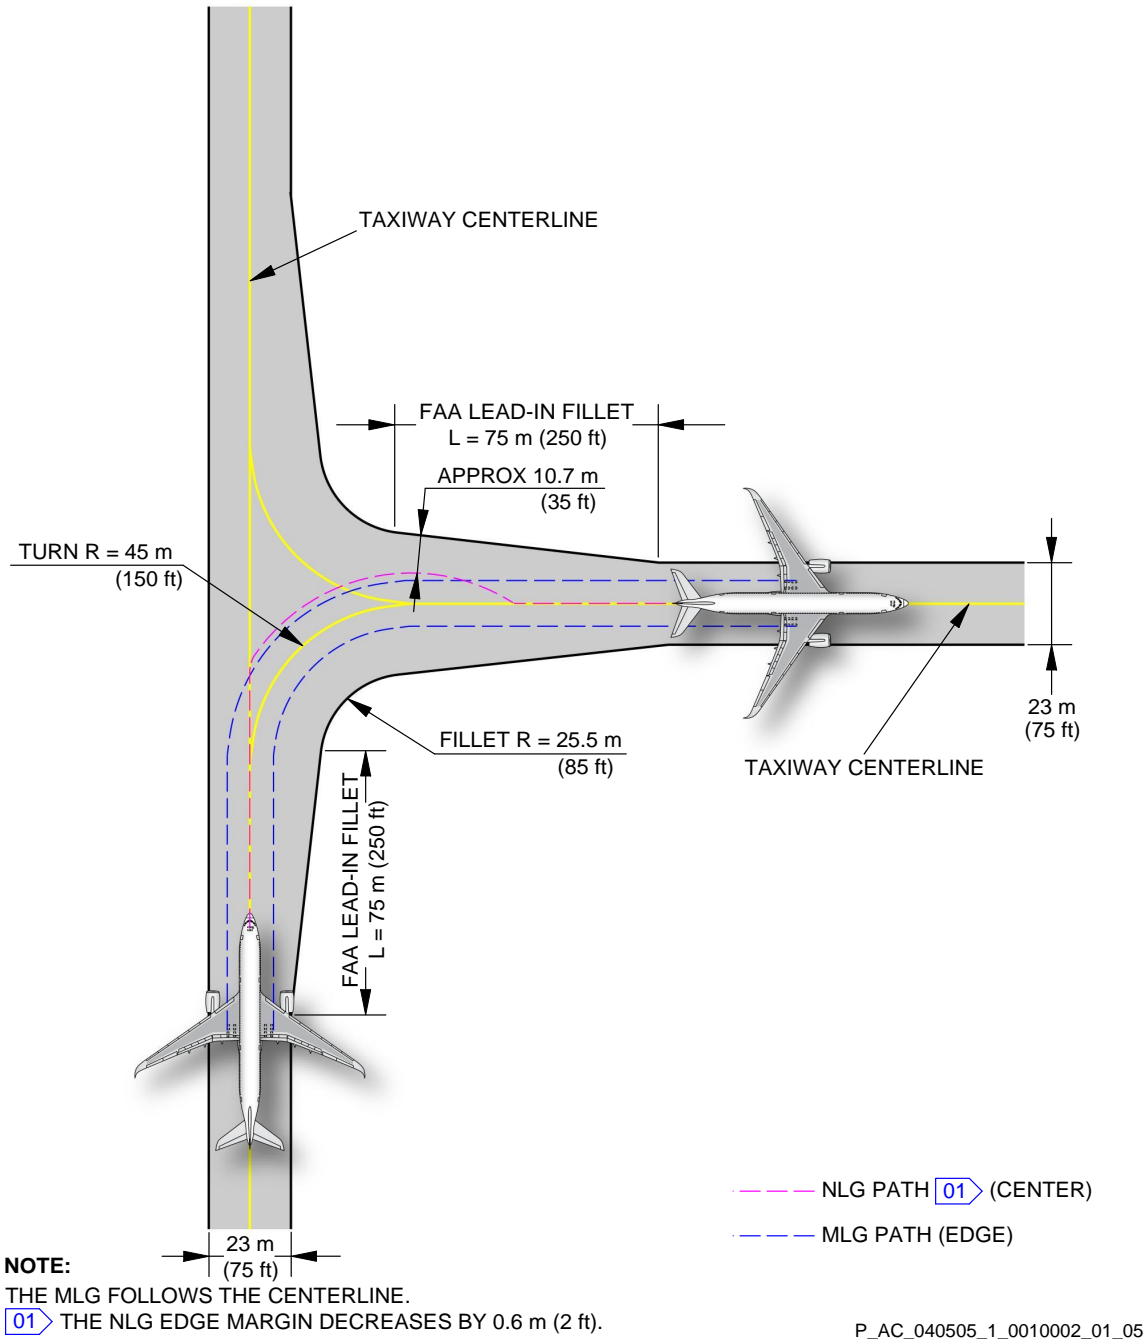 TAXIWAY CENTERLINE
FAA LEAD-IN FILLET
L = 75 m (250 ft)
APPROX 10.7 m
(35 ft)
TURN R = 45 m
(150 ft)
23 m
(75 ft)
FILLET R = 25.5 m
(85 ft)
TAXIWAY CENTERLINE
FAA LEAD-IN FILLET
L = 75 m (250 ft)
NLG PATH 01 (CENTER)
MLG PATH (EDGE)
23 m
(75 ft)
NOTE:
THE MLG FOLLOWS THE CENTERLINE.
01 THE NLG EDGE MARGIN DECREASES BY 0.6 m (2 ft).
P_AC_040505_1_0010002_01_05